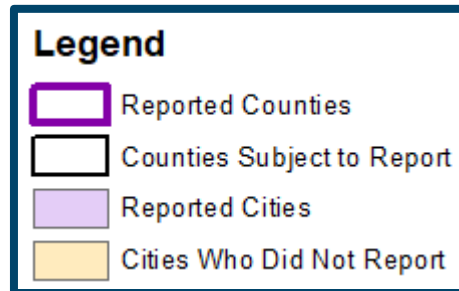 Legend
Reported Counties
Counties Subject to Report
Reported Cities
Cities Who Did Not Report